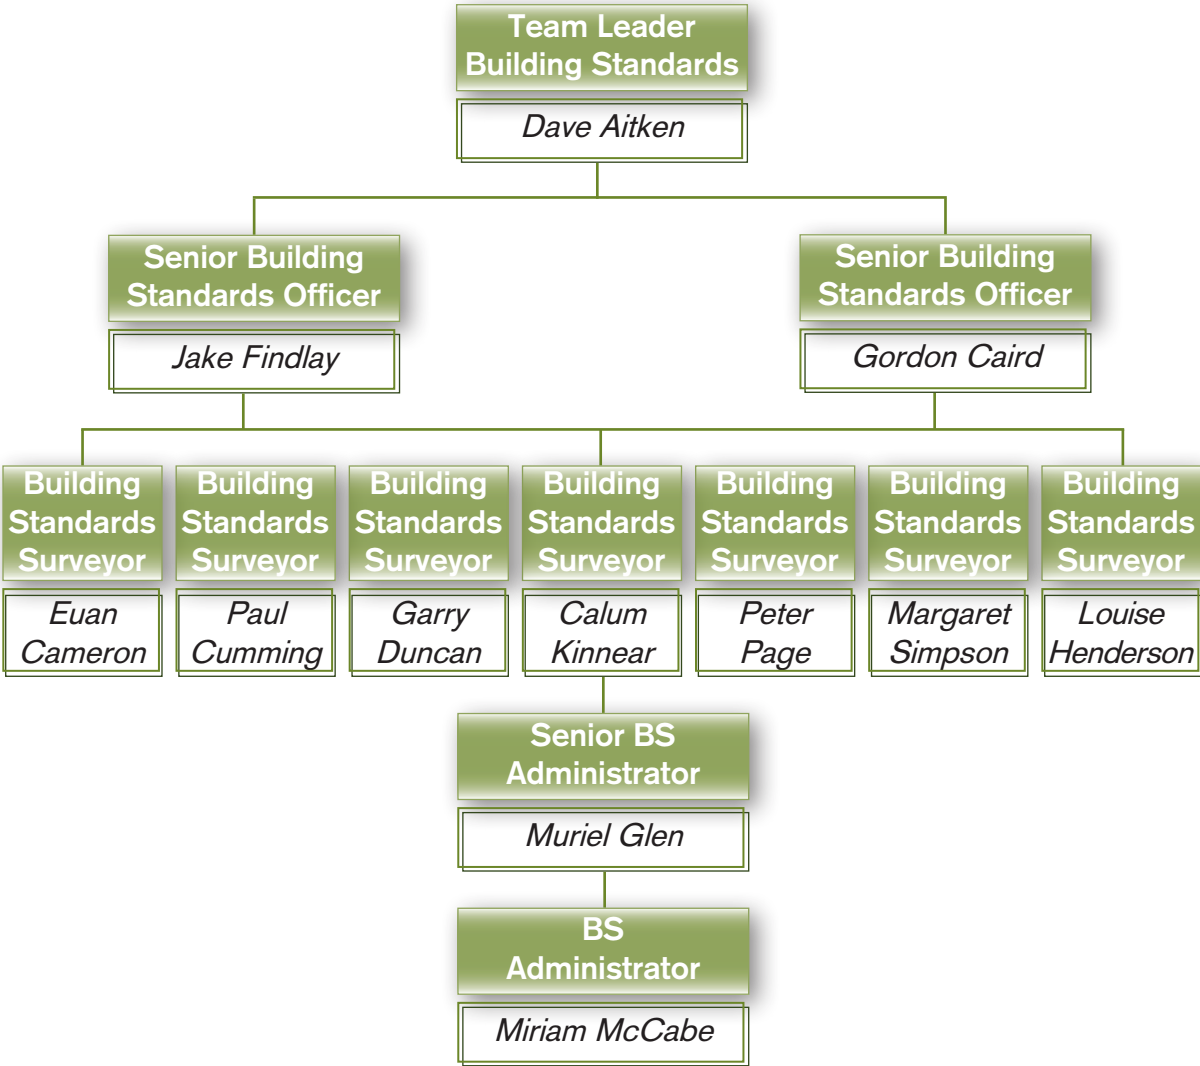 Team Leader
Building Standards
Dave Aitken
Senior Building
Standards Officer
Jake Findlay
Senior Building
Standards Officer
Gordon Caird
Building
Standards
Surveyor
Euan
Cameron
Building
Standards
Surveyor
Paul
Cumming
Building
Standards
Surveyor
Garry
Duncan
Building
Standards
Surveyor
Calum
Kinnear
Building
Standards
Surveyor
Peter
Page
Building
Standards
Surveyor
Margaret
Simpson
Building
Standards
Surveyor
Louise
Henderson
Senior BS
Administrator
Muriel Glen
BS
Administrator
Miriam McCabe